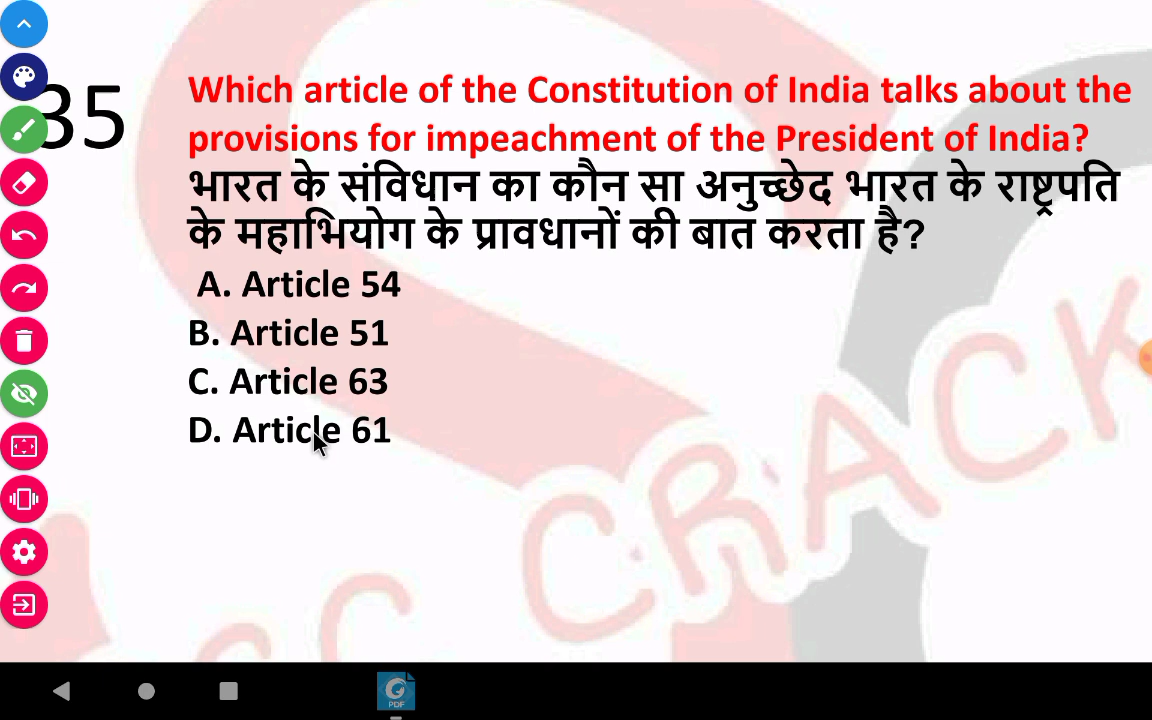 35
Which article of the Constitution of India talks about the
provisions for impeachment of the President of India?
भारत के संविधान का कौन सा अनुच्छेद भारत के राष्ट्रपति
के महाभियोग के प्रावधानों की बात करता है?
A. Article 54
B. Article 51
C. Article 63
D. Article 61
CRACK
PDF